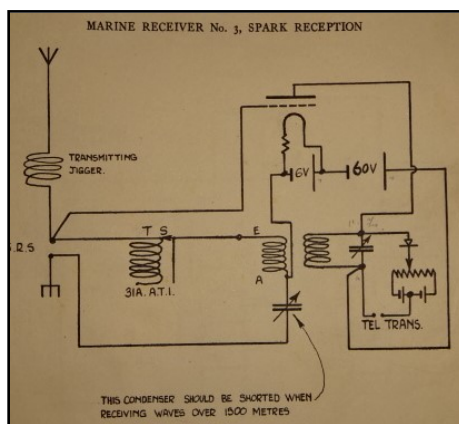 MARINE RECEIVER No. 3, SPARK RECEPTION
TRANSMITTING
JIGGER.
6V
60V
.R.S
T S
E
31A. A.T.I.
A
TEL TRANS.
THIS CONDENSER SHOULD BE SHORTED WHEN
RECEIVING WAVES OVER 1500 METRES